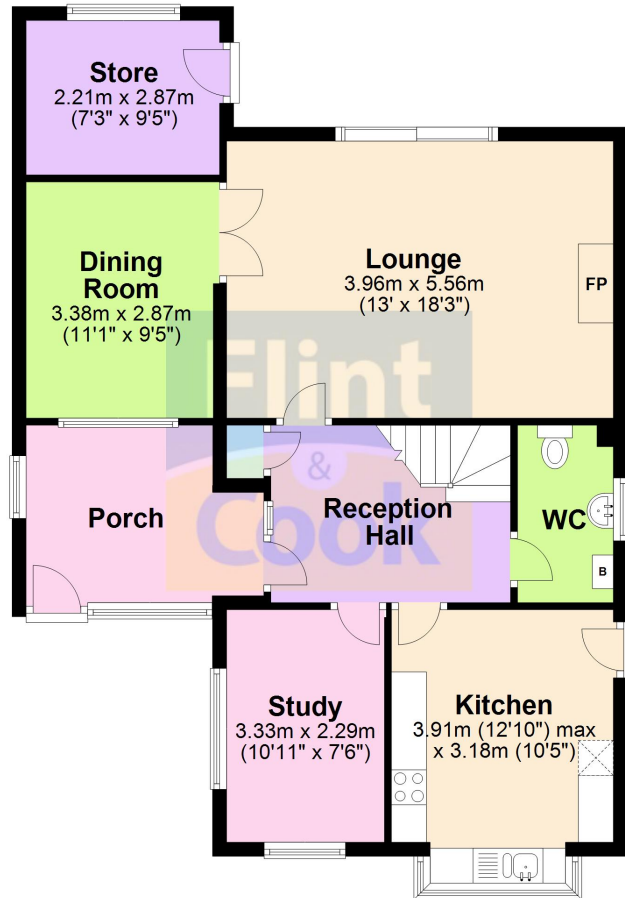 Store
2.21m x 2.87m
(7'3" x 9'5")
Dining
Room
3.38m x 2.87m
(11'1" x 9'5")
Lounge
3.96m x 5.56m
(13' x 18'3")
FP
Flint
&
Cook
Porch
Reception
Hall
WC
B
Study
3.33m x 2.29m
(10'11" x 7'6")
Kitchen
3.91m (12'10") max
x 3.18m (10'5")